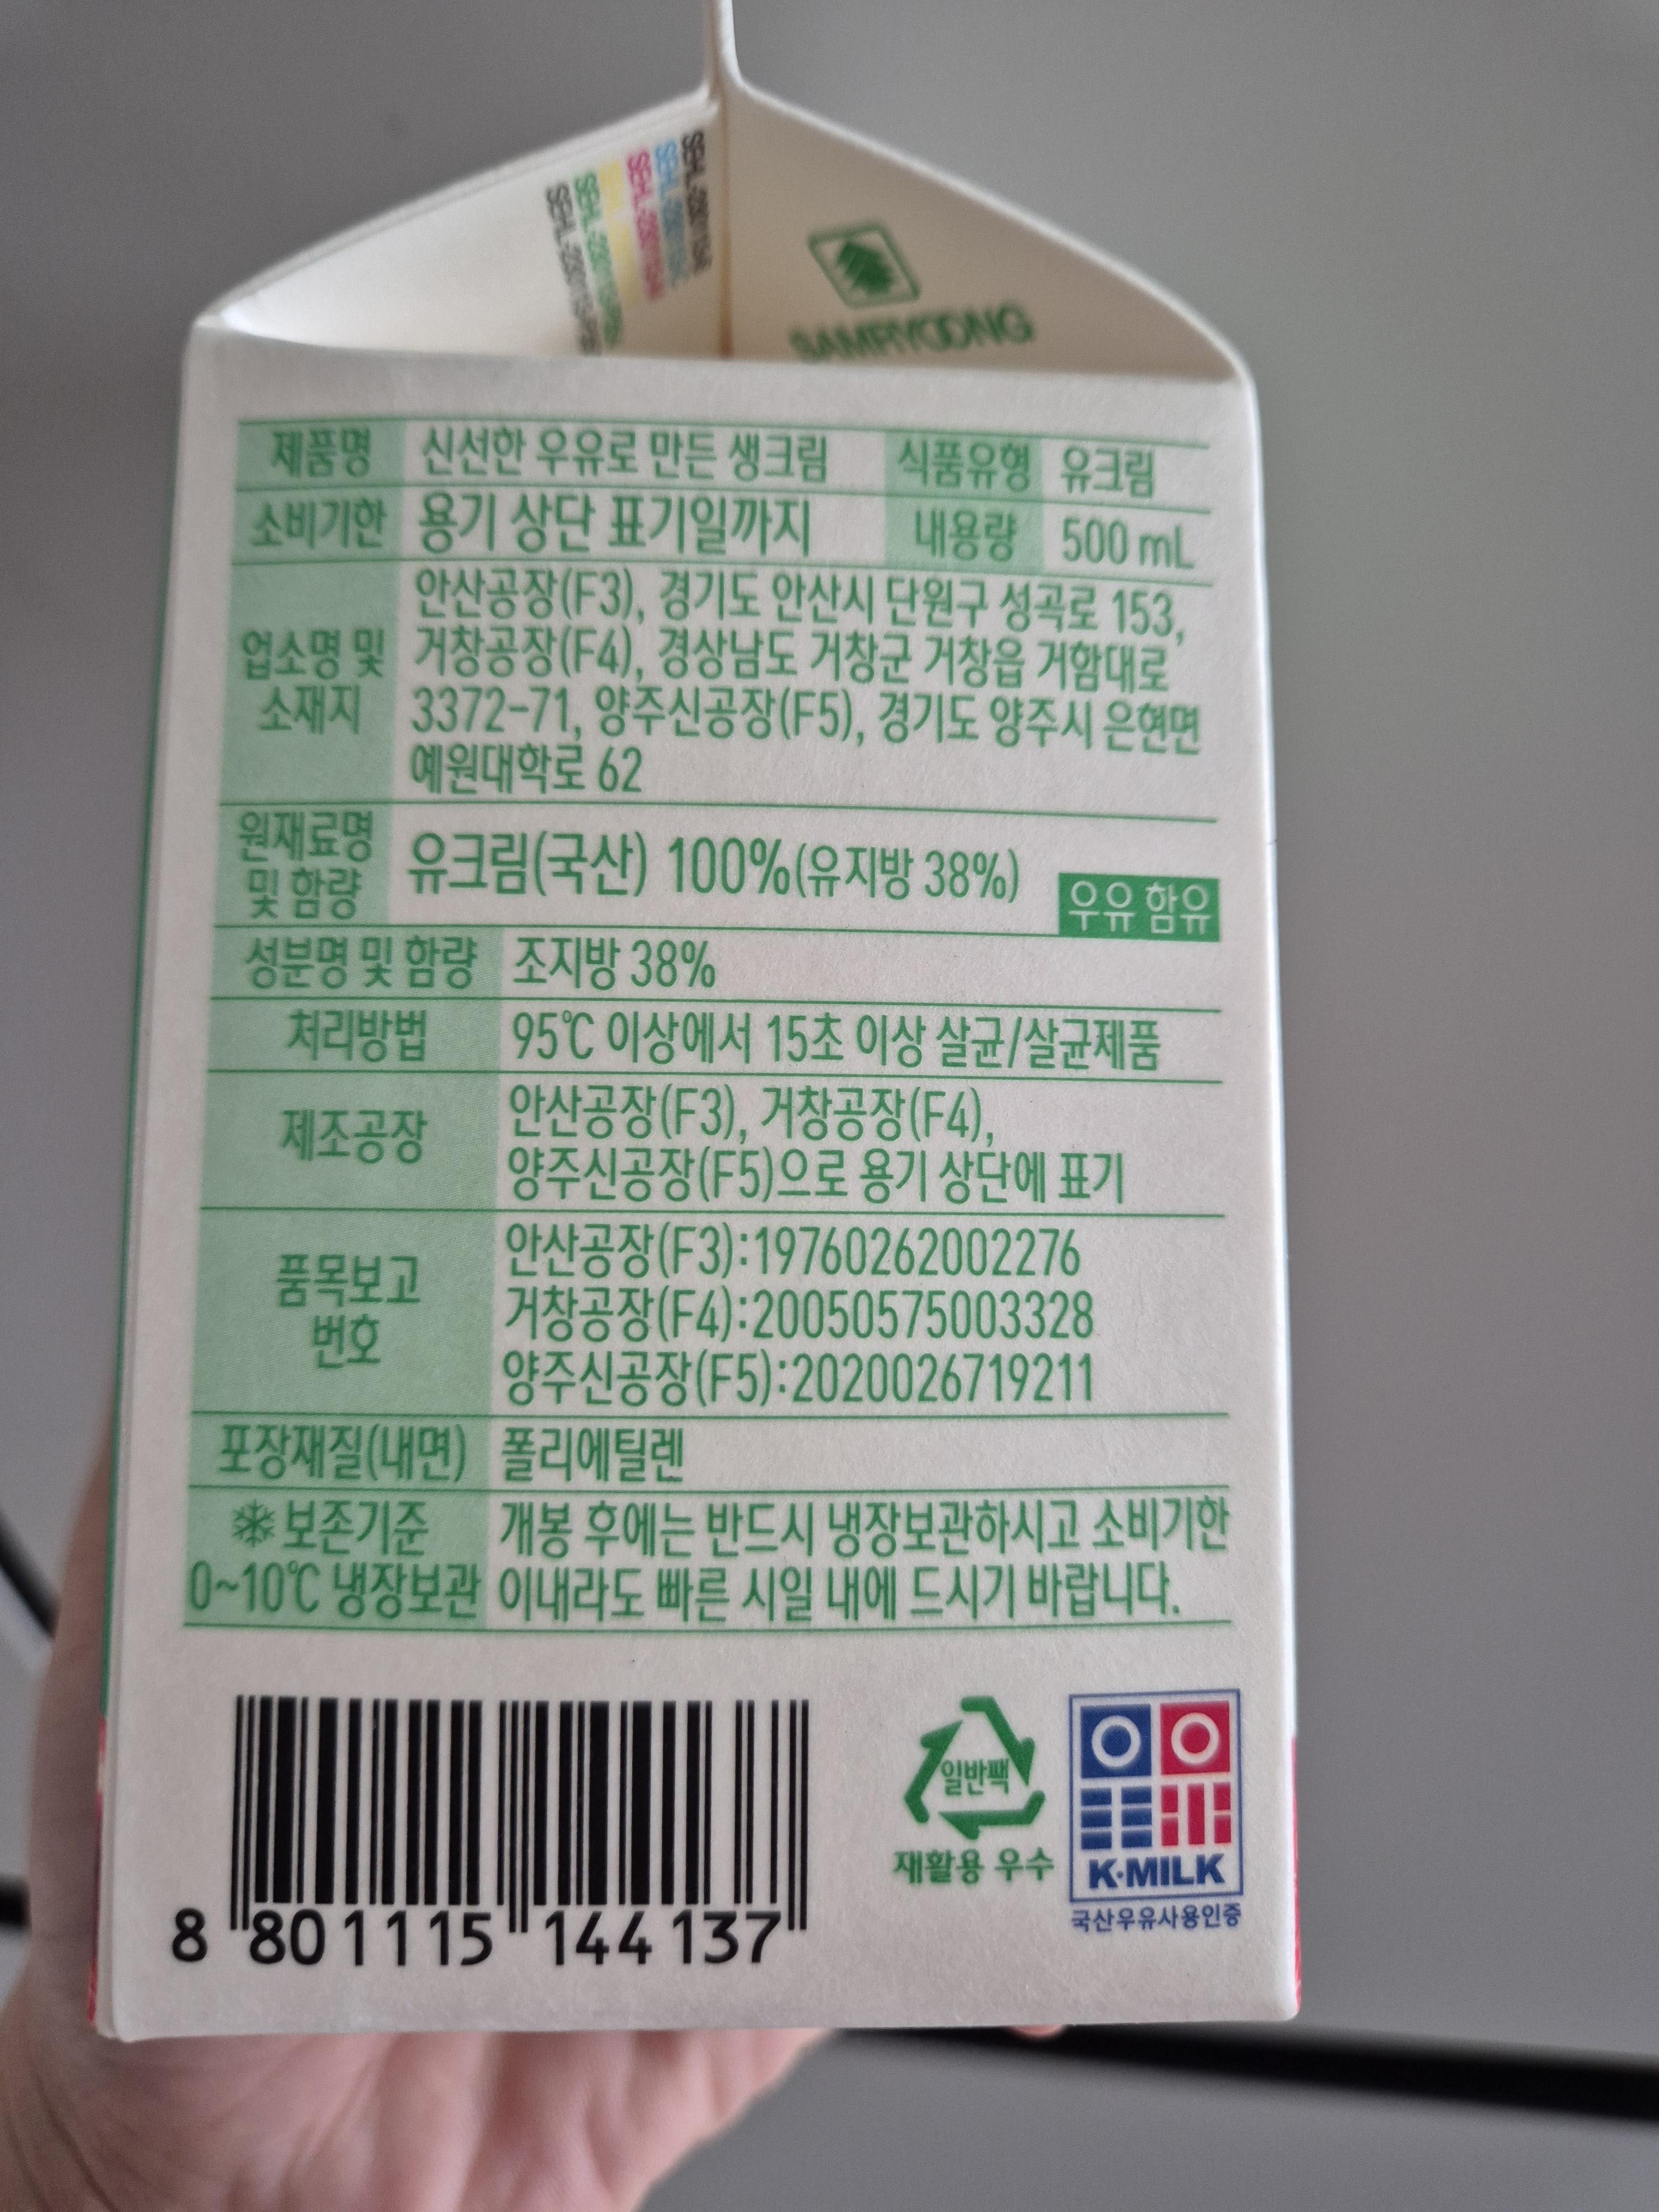 SAMRYOONG
제품명 신선한 우유로 만든 생크림 식품유형 유크림
소비기한 용기 상단 표기일까지 내용량 500 mL
업소명 및 소재지
안산공장(F3), 경기도 안산시 단원구 성곡로 153,
거창공장(F4), 경상남도 거창군 거창읍 거함대로
3372-71, 양주신공장(F5), 경기도 양주시 은현면
예원대학로 62
원재료명
및 함량
유크림(국산) 100%(유지방 38%)
우유 함유
성분명 및 함량 조지방 38%
처리방법 95℃ 이상에서 15초 이상 살균/살균제품
제조공장
안산공장(F3), 거창공장(F4),
양주신공장(F5)으로 용기 상단에 표기
품목보고
번호
안산공장(F3):19760262002276
거창공장(F4):20050575003328
양주신공장(F5):2020026719211
포장재질(내면) 폴리에틸렌
보존기준
0~10℃ 냉장보관
개봉 후에는 반드시 냉장보관하시고 소비기한
이내라도 빠른 시일 내에 드시기 바랍니다.
8 801115 144137
일반팩
재활용 우수
우유
K·MILK
국산우유사용인증